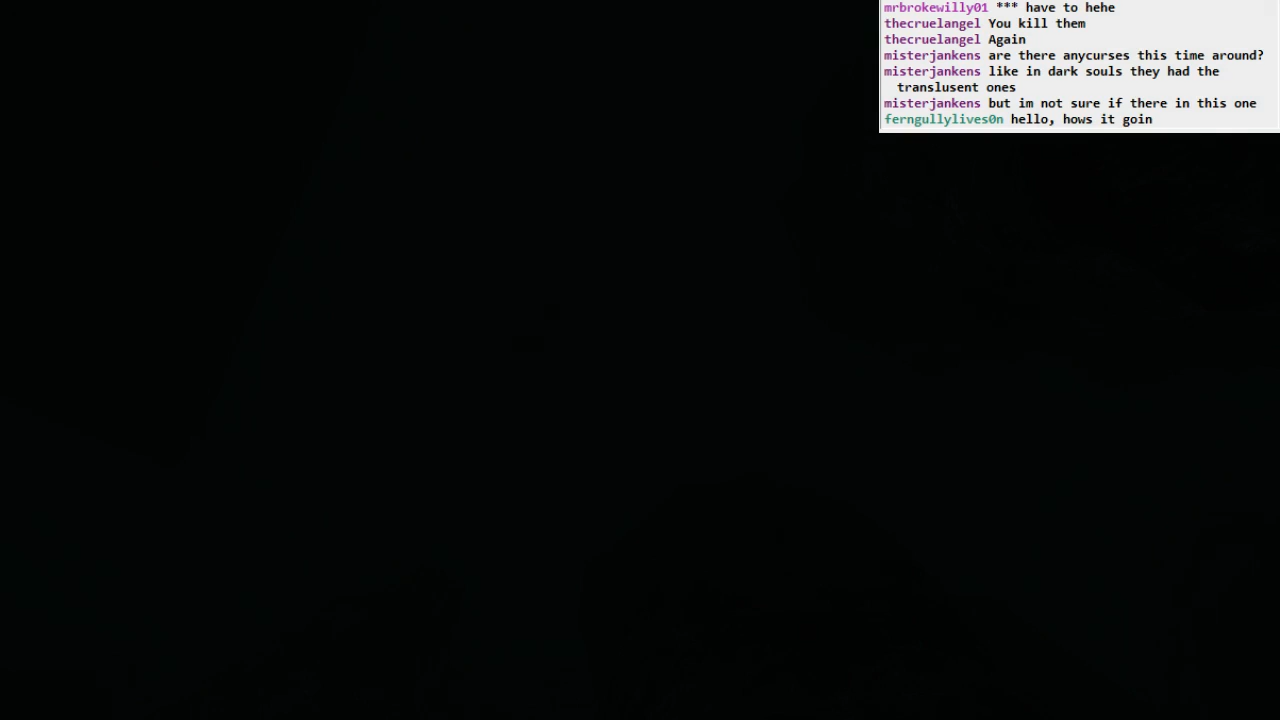 mrbrokewilly01 *** have to hehe
thecruelangel You kill them
thecruelangel Again
misterjankens are there anycurses this time around?
misterjankens like in dark souls they had the
translusent ones
misterjankens but im not sure if there in this one
ferngullylives0n hello, hows it goin